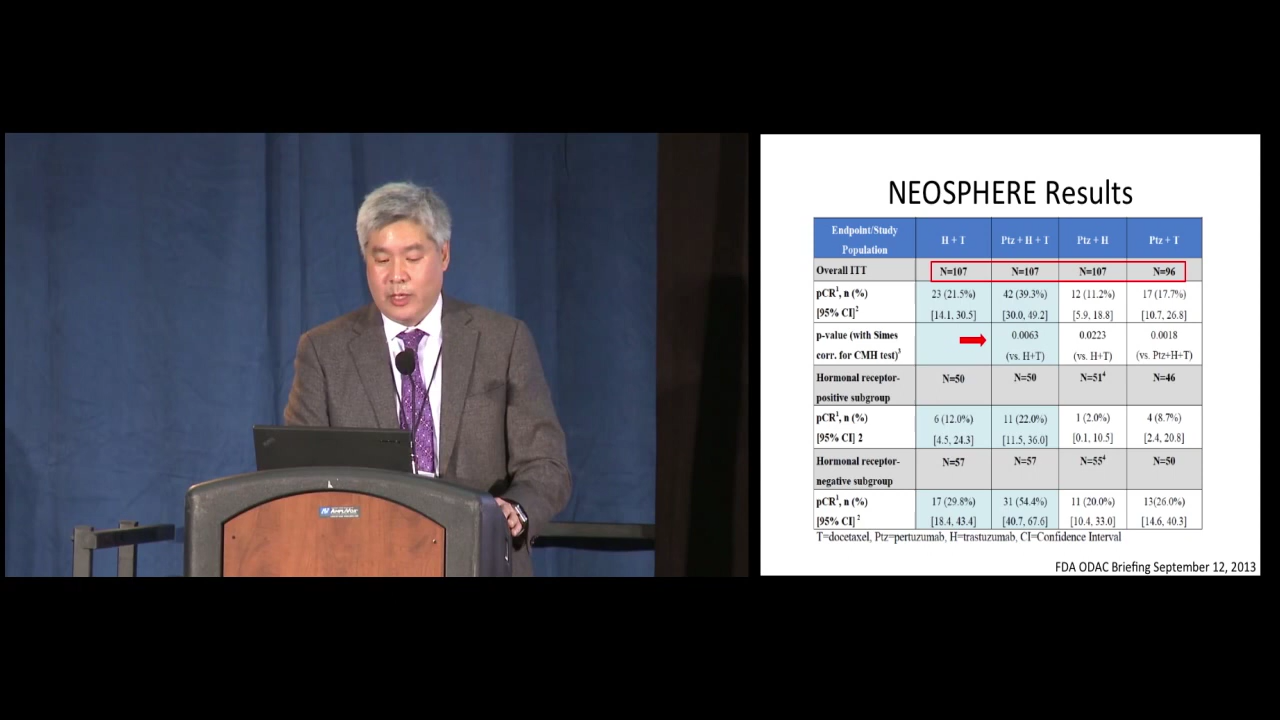 NEOSPHERE Results
Endpoint/Study Population H + T Ptz + H + T Ptz + H Ptz + T
Overall ITT N=107 N=107 N=107 N=96
pCR1, n (%) 23 (21.5%) 42 (39.3%) 12 (11.2%) 17 (17.7%)
[95% CI]2 [14.1, 30.5] [30.0, 49.2] [5.9, 18.8] [10.7, 26.8]
p-value (with Simes 0.0063 0.0223 0.0018
corr. for CMH test)3 (vs. H+T) (vs. H+T) (vs. Ptz+H+T)
Hormonal receptor- N=50 N=50 N=514 N=46
positive subgroup
pCR1, n (%) 6 (12.0%) 11 (22.0%) 1 (2.0%) 4 (8.7%)
[95% CI] 2 [4.5, 24.3] [11.5, 36.0] [0.1, 10.5] [2.4, 20.8]
Hormonal receptor- N=57 N=57 N=554 N=50
negative subgroup
pCR1, n (%) 17 (29.8%) 31 (54.4%) 11 (20.0%) 13(26.0%)
[95% CI] 2 [18.4, 43.4] [40.7, 67.6] [10.4, 33.0] [14.6, 40.3]
T=docetaxel, Ptz=pertuzumab, H=trastuzumab, CI=Confidence Interval
FDA ODAC Briefing September 12, 2013